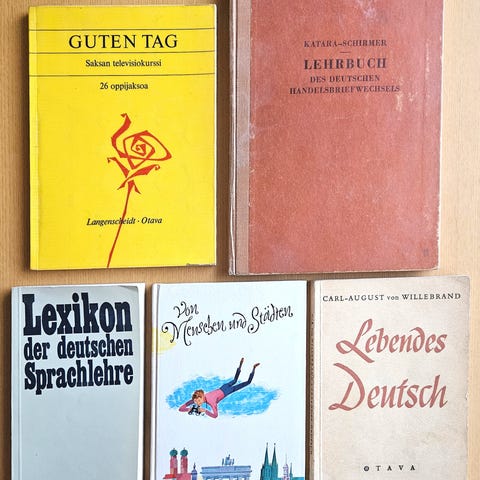 GUTEN TAG
Saksan televisiokurssi
26 oppijaksoa
Langenscheidt · Otava
KATARA–SCHIRMER
LEHRBUCH
DES DEUTSCHEN
HANDELSBRIEFWECHSELS
Lexikon
der deutschen
Sprachlehre
Von
Menschen und Städten
CARL-AUGUST von WILLEBRAND
Lebendes
Deutsch
OTAVA